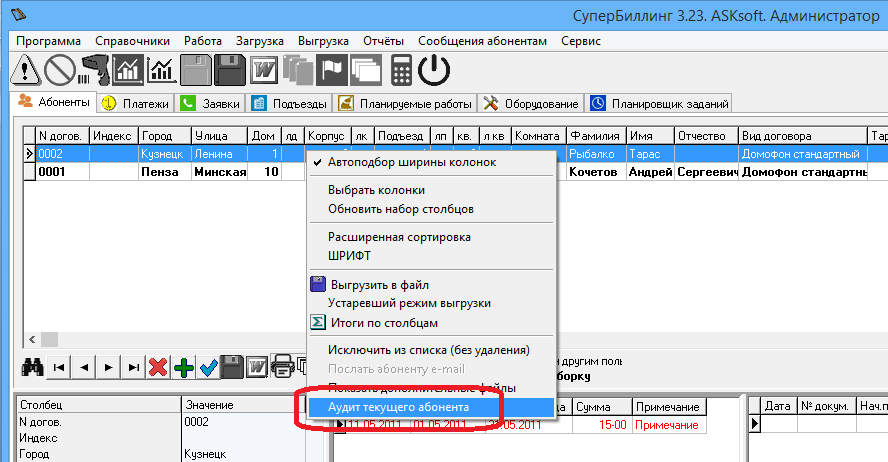 СуперБиллинг 3.23. ASKsoft. Администратор
Программа Справочники Работа Загрузка Выгрузка Отчёты Сообщения абонентам Сервис
Абоненты Платежи Заявки Подъезды Планируемые работы Оборудование Планировщик заданий
N догов. Индекс Город Улица Дом лд Корпус лк Подъезд лп кв. л кв Комната Фамилия Имя Отчество Вид договора Тар
0002 Кузнецк Ленина 1 Рыбалко Тарас Домофон стандартный
0001 Пенза Минская 10 Кочетов Андрей Сергеевич Домофон стандартнь
Автоподбор ширины колонок
Выбрать колонки
Обновить набор столбцов
Расширенная сортировка
ШРИФТ
Выгрузить в файл
Устаревший режим выгрузки
Итоги по столбцам
Исключить из списка (без удаления)
Послать абоненту e-mail
Показать дополнительные файлы
Аудит текущего абонента
другим поль
борку
Столбец Значение
N догов. 0002
Индекс
Город Кузнецк
Сумма Примечание
11.05.2011 01.05.2011 .05.2011 15-00 Примечание
Дата № докум. Нач.п